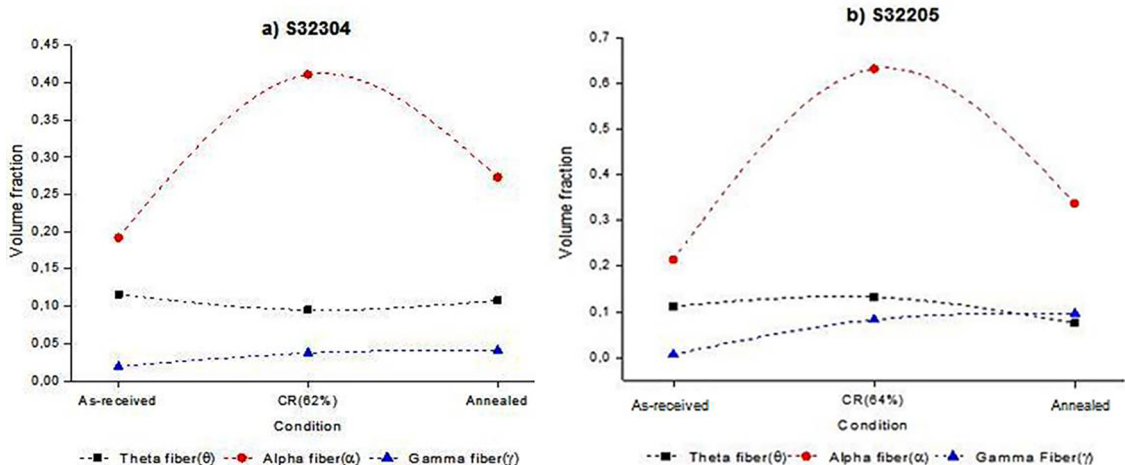 a) S32304
0,45
0,40
0,35
0,30
0,25
0,20
0,15
0,10
0,05
0,00
Volume fraction
As-received CR(62%) Annealed
Condition
Theta fiber(θ) Alpha fiber(α) Gamma fiber(γ)
b) S32205
0,7
0,6
0,5
0,4
0,3
0,2
0,1
0,0
Volume fraction
As-received CR(64%) Annealed
Condition
Theta fiber(θ) Alpha fiber(α) Gamma Fiber(γ)